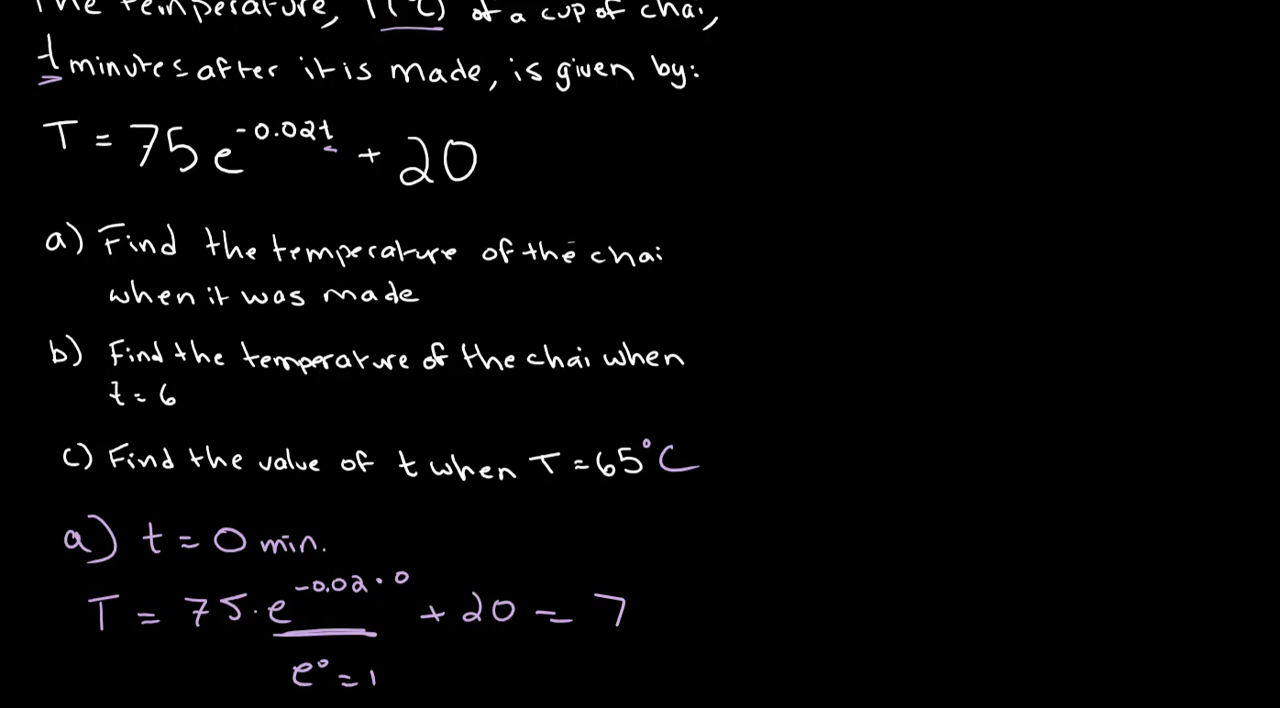 The temperature, T(°C) of a cup of chai,
t minutes after it is made, is given by:
T = 75e^-0.02t + 20
a) Find the temperature of the chai
when it was made
b) Find the temperature of the chai when
t = 6
c) Find the value of t when T = 65°C
a) t = 0 min.
T = 75·e^-0.02·0 + 20 = 7
e⁰ = 1